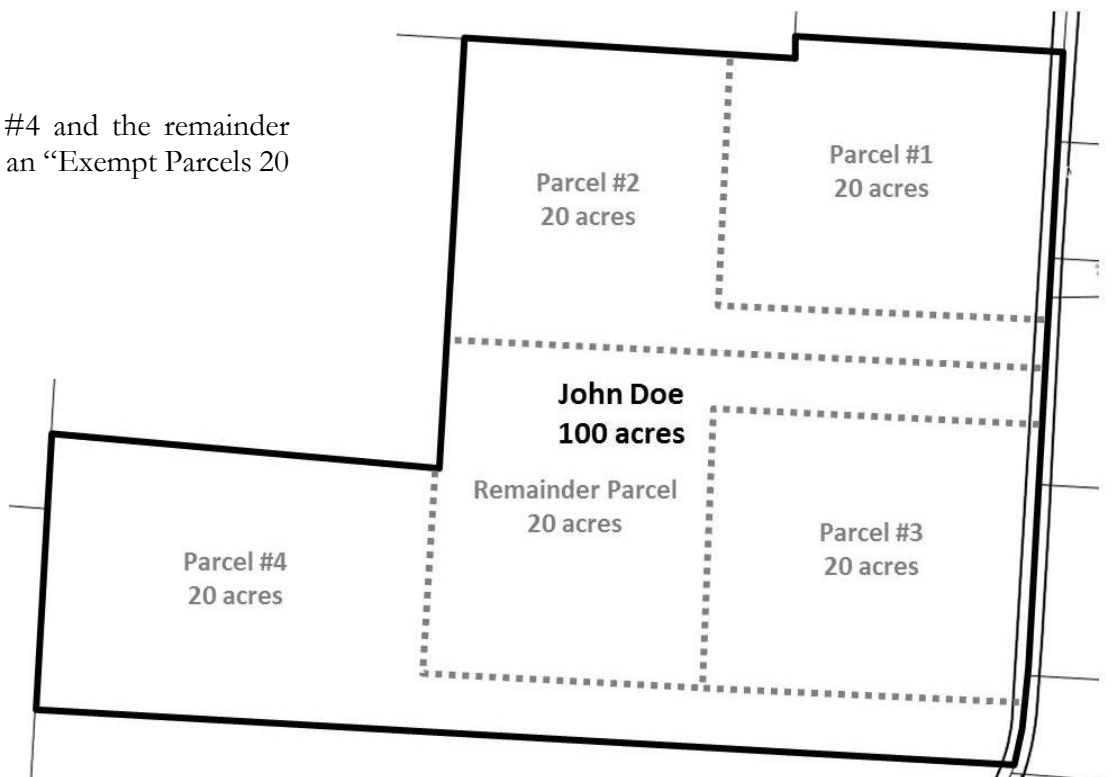 #4 and the remainder
an “Exempt Parcels 20
Parcel #1
20 acres
Parcel #2
20 acres
John Doe
100 acres
Remainder Parcel
20 acres
Parcel #3
20 acres
Parcel #4
20 acres